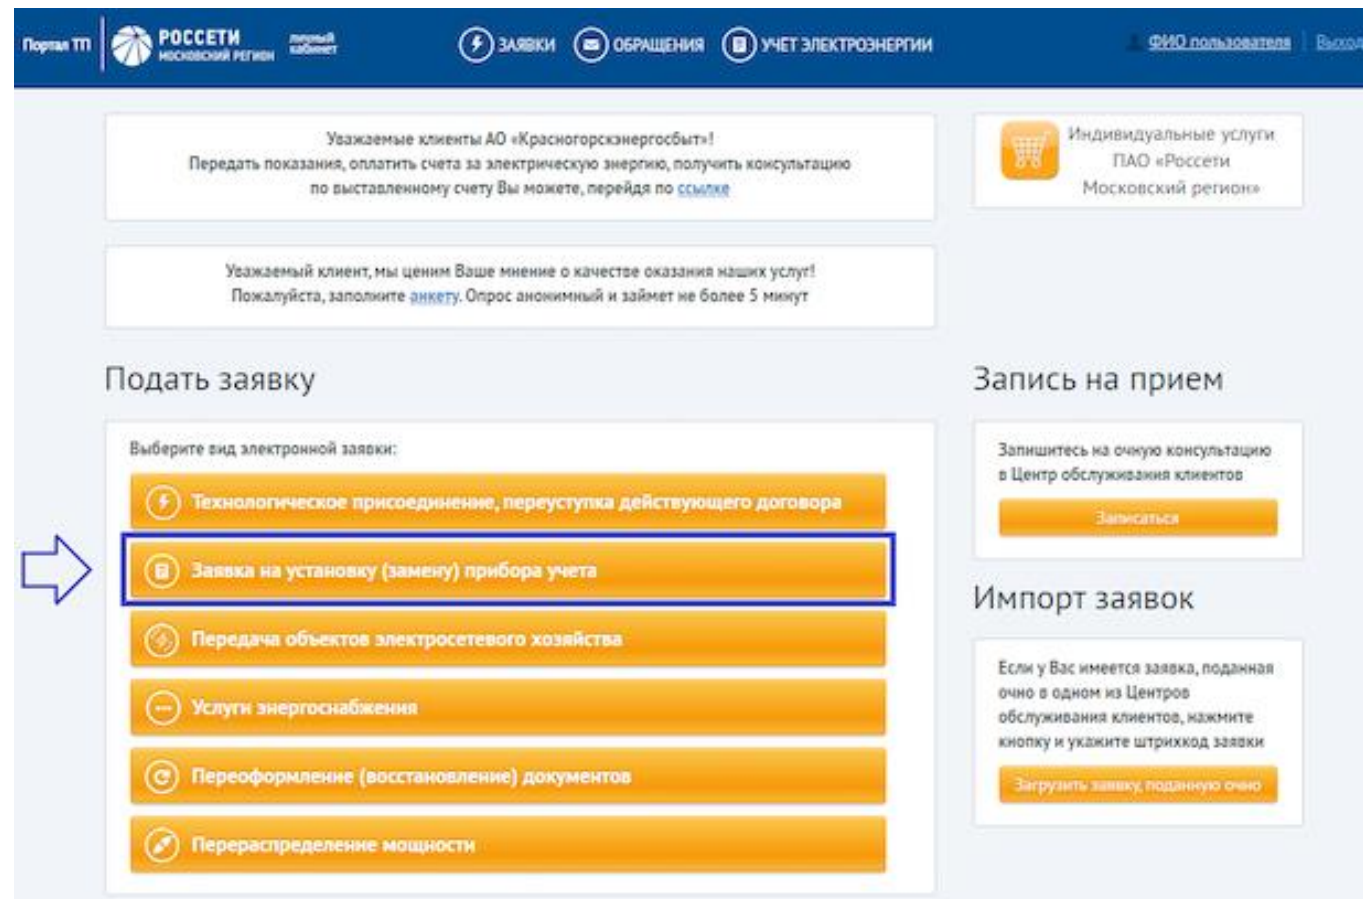 Портал ТП
РОССЕТИ
МОСКОВСКИЙ РЕГИОН
личный
кабинет
ЗАЯВКИ
ОБРАЩЕНИЯ
УЧЕТ ЭЛЕКТРОЭНЕРГИИ
ФИО пользователя
Выход
Уважаемые клиенты АО «Красногорскэнергосбыт»!
Передать показания, оплатить счета за электрическую энергию, получить консультацию
по выставленному счету Вы можете, перейдя по ссылке
Индивидуальные услуги
ПАО «Россети
Московский регион»
Уважаемый клиент, мы ценим Ваше мнение о качестве оказания наших услуг!
Пожалуйста, заполните анкету. Опрос анонимный и займет не более 5 минут
Подать заявку
Выберите вид электронной заявки:
Технологическое присоединение, переуступка действующего договора
Заявка на установку (замену) прибора учета
Передача объектов электросетевого хозяйства
Услуги энергоснабжения
Переоформление (восстановление) документов
Перераспределение мощности
Запись на прием
Запишитесь на очную консультацию
в Центр обслуживания клиентов
Записаться
Импорт заявок
Если у Вас имеется заявка, поданная
очно в одном из Центров
обслуживания клиентов, нажмите
кнопку и укажите штрихкод заявки
Загрузить заявку, поданную очно